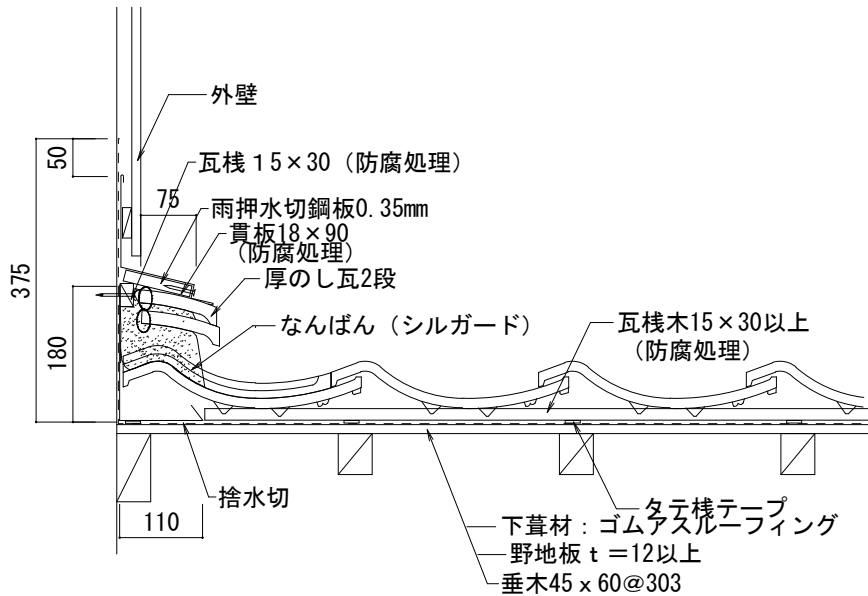 外壁
瓦桟 15×30（防腐処理）
75
雨押水切鋼板0.35mm
貫板18×90
（防腐処理）
厚のし瓦2段
なんばん（シルガード）
瓦桟木15×30以上
（防腐処理）
50
375
180
110
捨水切
タテ桟テープ
下葺材：ゴムアスルーフィング
野地板ｔ＝12以上
垂木45ｘ60@303